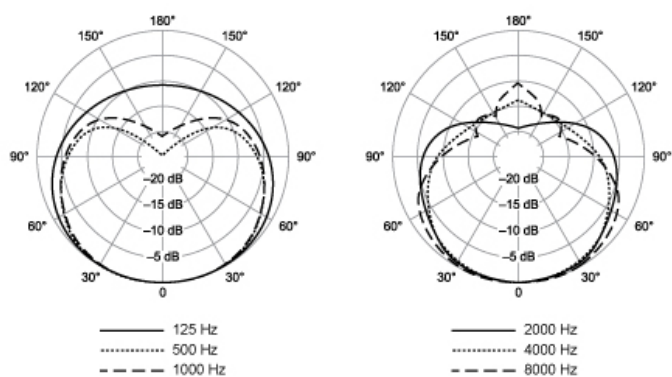 180°
150° 150°
120° 120°
90° 90°
60° 60°
30° 30°
0
–20 dB
–15 dB
–10 dB
–5 dB
125 Hz
500 Hz
1000 Hz
180°
150° 150°
120° 120°
90° 90°
60° 60°
30° 30°
0
–20 dB
–15 dB
–10 dB
–5 dB
2000 Hz
4000 Hz
8000 Hz